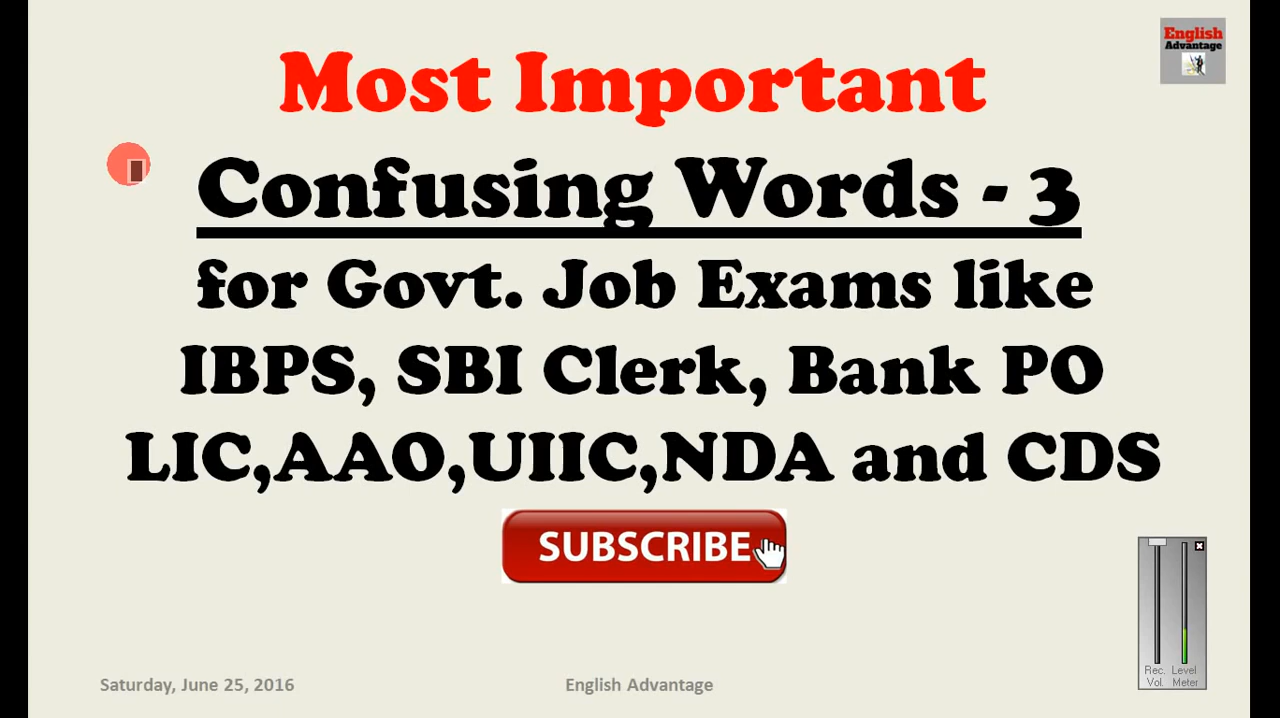 English
Advantage
Most Important
Confusing Words - 3
for Govt. Job Exams like
IBPS, SBI Clerk, Bank PO
LIC,AAO,UIIC,NDA and CDS
SUBSCRIBE
Rec. Level
Vol. Meter
Saturday, June 25, 2016
English Advantage